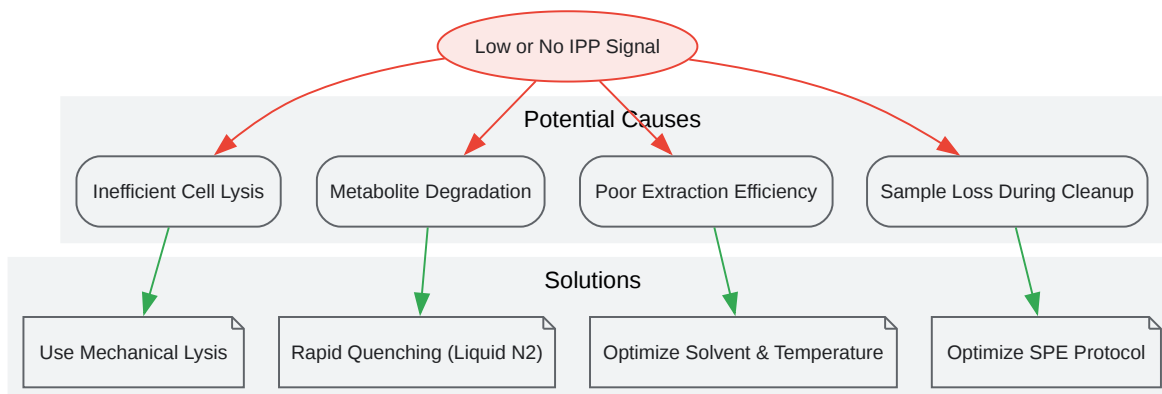 Low or No IPP Signal
Potential Causes
Inefficient Cell Lysis
Metabolite Degradation
Poor Extraction Efficiency
Sample Loss During Cleanup
Solutions
Use Mechanical Lysis
Rapid Quenching (Liquid N2)
Optimize Solvent & Temperature
Optimize SPE Protocol